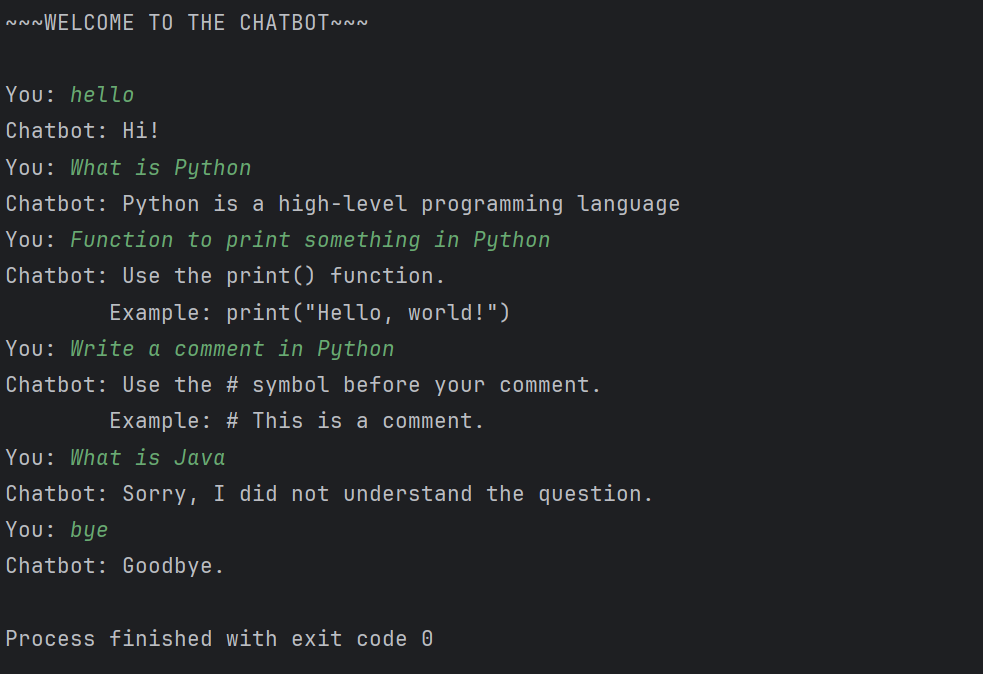 ~~~WELCOME TO THE CHATBOT~~~
You: hello
Chatbot: Hi!
You: What is Python
Chatbot: Python is a high-level programming language
You: Function to print something in Python
Chatbot: Use the print() function.
Example: print("Hello, world!")
You: Write a comment in Python
Chatbot: Use the # symbol before your comment.
Example: # This is a comment.
You: What is Java
Chatbot: Sorry, I did not understand the question.
You: bye
Chatbot: Goodbye.
Process finished with exit code 0